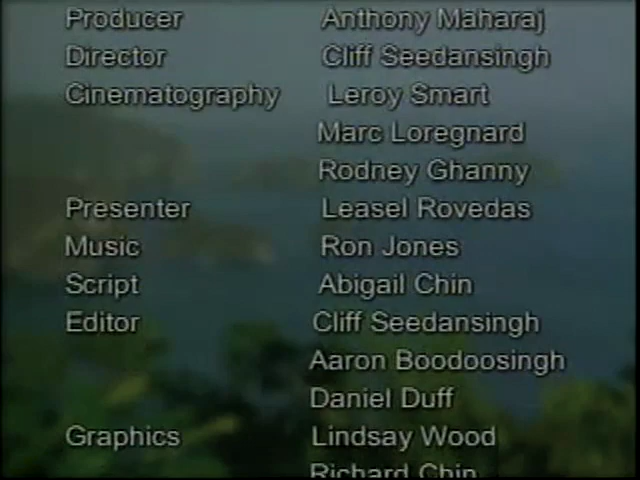 Producer Anthony Maharaj
Director Cliff Seedansingh
Cinematography Leroy Smart
Marc Loregnard
Rodney Ghanny
Presenter Leasel Rovedas
Music Ron Jones
Script Abigail Chin
Editor Cliff Seedansingh
Aaron Boodoosingh
Daniel Duff
Graphics Lindsay Wood
Richard Chin